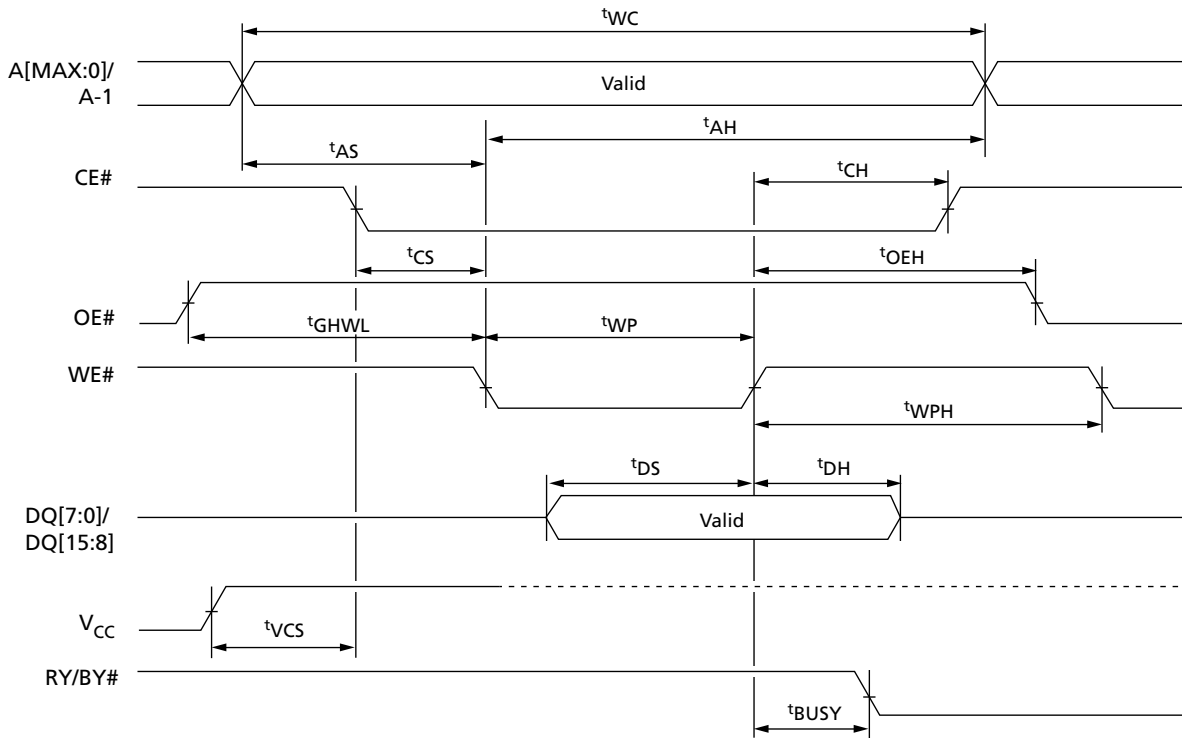 tWC
A[MAX:0]/
A-1
Valid
tAH
tAS
CE#
tCH
tCS
tOEH
OE#
tGHWL
tWP
WE#
tWPH
tDS
tDH
DQ[7:0]/
DQ[15:8]
Valid
VCC
tVCS
RY/BY#
tBUSY